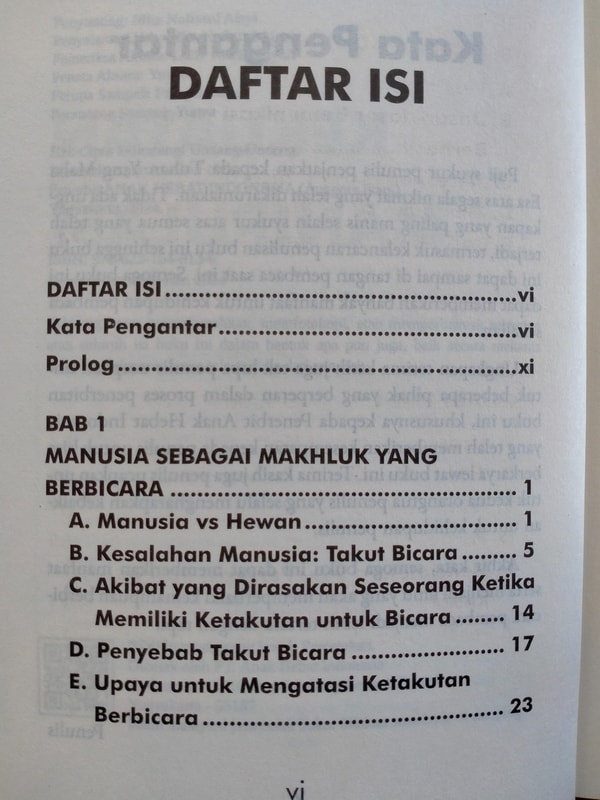 DAFTAR ISI
DAFTAR ISI..............................................vi
Kata Pengantar.......................................vi
Prolog.....................................................xi
BAB 1
MANUSIA SEBAGAI MAKHLUK YANG
BERBICARA ............................................. 1
A. Manusia vs Hewan............................1
B. Kesalahan Manusia: Takut Bicara ......... 5
C. Akibat yang Dirasakan Seseorang Ketika
Memiliki Ketakutan untuk Bicara........ 14
D. Penyebab Takut Bicara ...................... 17
E. Upaya untuk Mengatasi Ketakutan
Berbicara ........................................... 23
vi